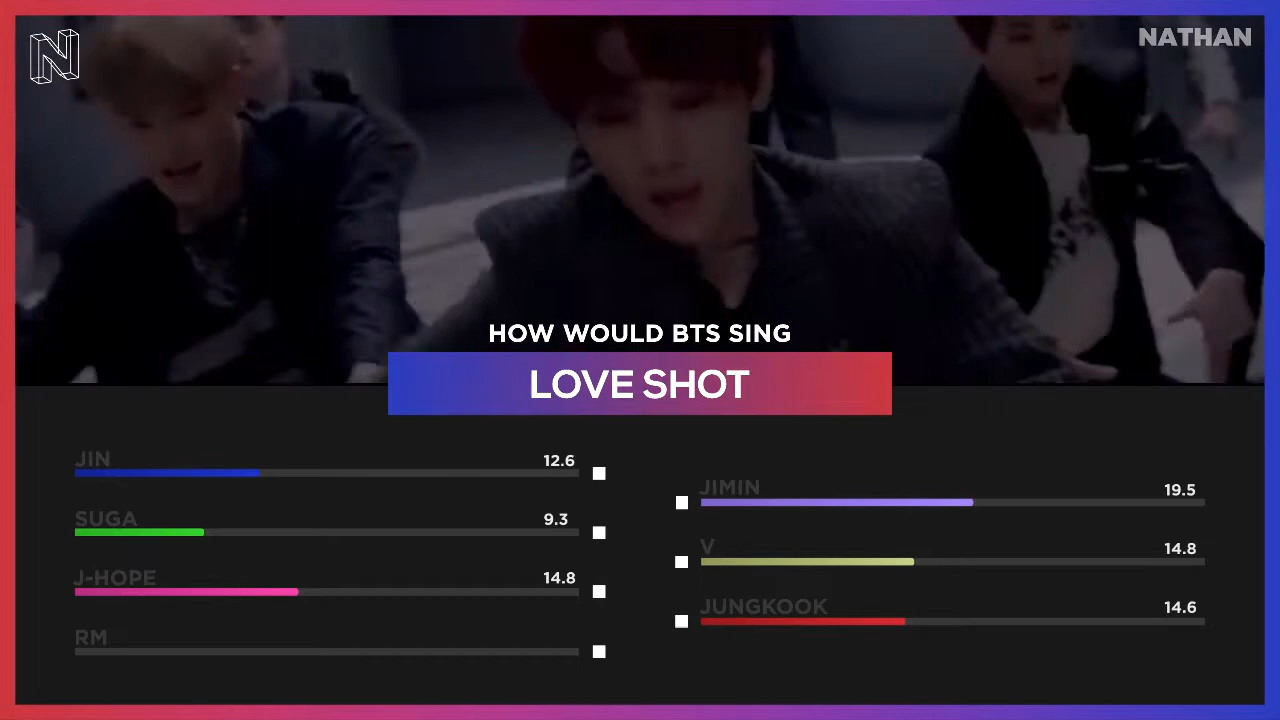 N
NATHAN
HOW WOULD BTS SING
LOVE SHOT
JIN 12.6
SUGA 9.3
J-HOPE 14.8
RM
JIMIN 19.5
V 14.8
JUNGKOOK 14.6